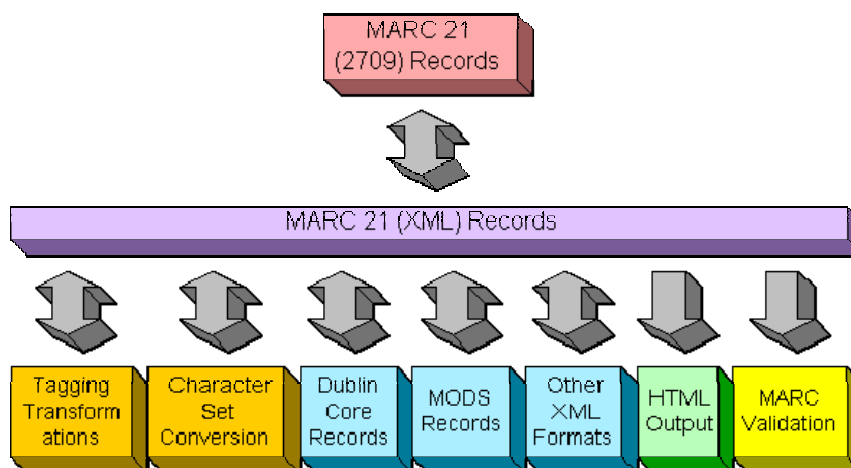 MARC 21
(2709) Records
MARC 21 (XML) Records
Tagging
Transform
ations
Character
Set
Conversion
Dublin
Core
Records
MODS
Records
Other
XML
Formats
HTML
Output
MARC
Validation